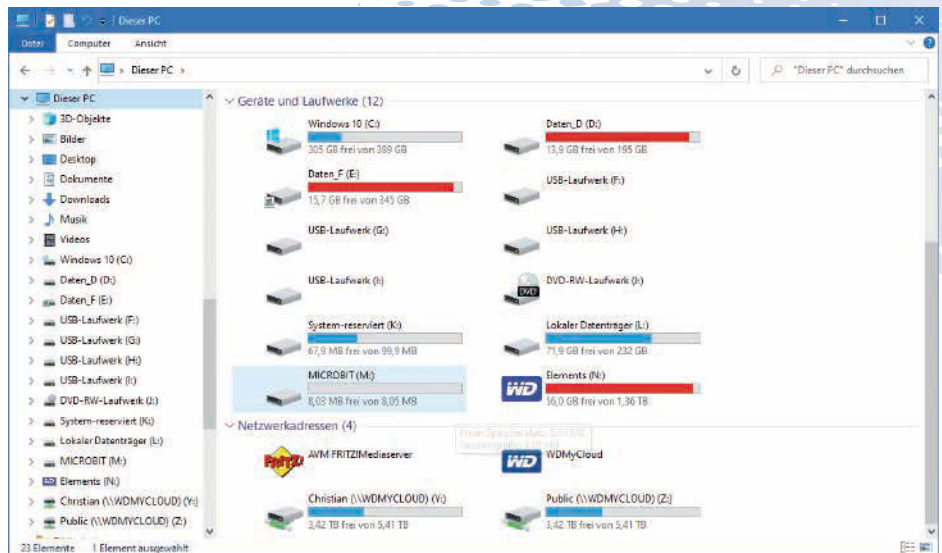 Dieser PC
Datei Computer Ansicht
Dieser PC
"Dieser PC" durchsuchen
Dieser PC
3D-Objekte
Bilder
Desktop
Dokumente
Downloads
Musik
Videos
Windows 10 (C:)
Daten_D (D:)
Daten_F (E:)
USB-Laufwerk (F:)
USB-Laufwerk (G:)
USB-Laufwerk (H:)
USB-Laufwerk (I:)
DVD-RW-Laufwerk (J:)
System-reserviert (K:)
Lokaler Datenträger (L:)
MICROBIT (M:)
Elements (N:)
Christian (\\WDMYCLOUD) (Y:)
Public (\\WDMYCLOUD) (Z:)
Geräte und Laufwerke (12)
Windows 10 (C:)
305 GB frei von 389 GB
Daten_D (D:)
13,9 GB frei von 195 GB
Daten_F (E:)
15,7 GB frei von 345 GB
USB-Laufwerk (F:)
USB-Laufwerk (G:)
USB-Laufwerk (H:)
USB-Laufwerk (I:)
DVD
DVD-RW-Laufwerk (J:)
System-reserviert (K:)
67,9 MB frei von 99,9 MB
Lokaler Datenträger (L:)
71,9 GB frei von 232 GB
MICROBIT (M:)
8,03 MB frei von 8,05 MB
WD
Elements (N:)
56,0 GB frei von 1,36 TB
Netzwerkadressen (4)
FRITZ!
AVM FRITZ!Mediaserver
WD
WDMyCloud
Christian (\\WDMYCLOUD) (Y:)
3,42 TB frei von 5,41 TB
Public (\\WDMYCLOUD) (Z:)
3,42 TB frei von 5,41 TB
23 Elemente 1 Element ausgewählt